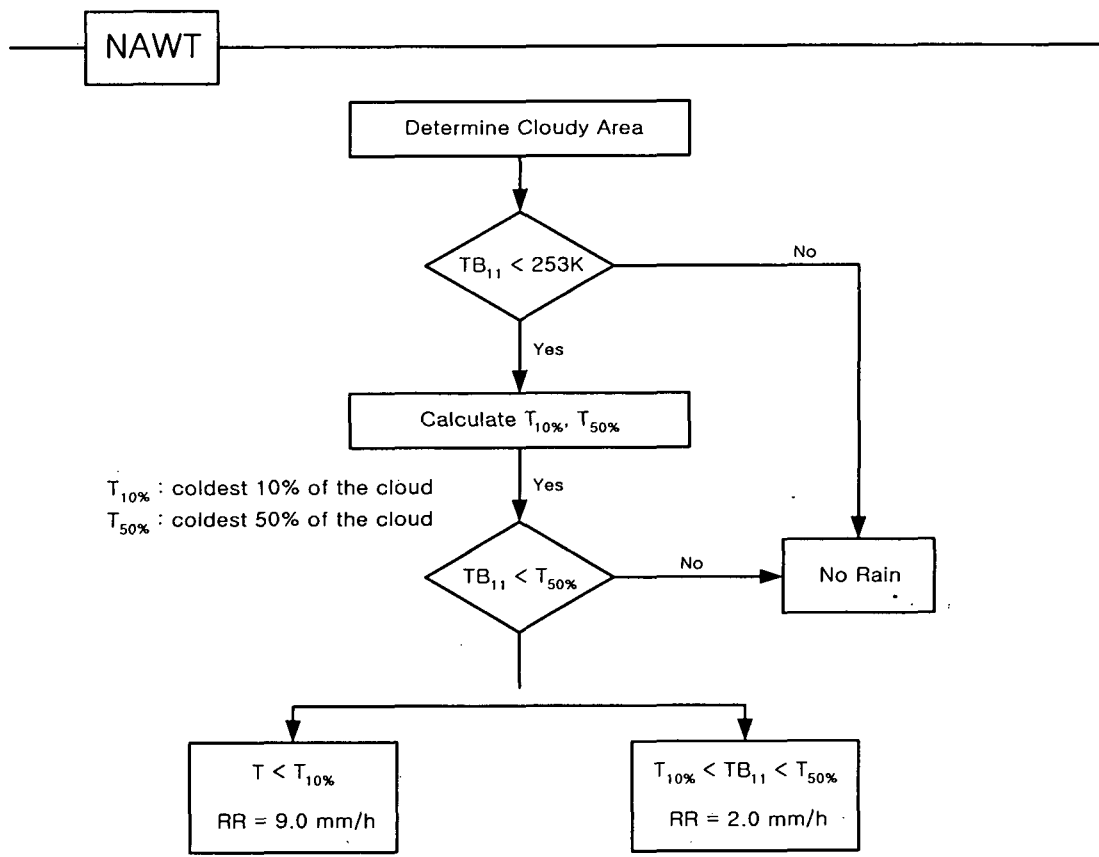 NAWT
Determine Cloudy Area
TB₁₁ < 253K
No
Yes
Calculate T₁₀%, T₅₀%
T₁₀% : coldest 10% of the cloud
T₅₀% : coldest 50% of the cloud
Yes
TB₁₁ < T₅₀%
No
No Rain
T < T₁₀%
RR = 9.0 mm/h
T₁₀% < TB₁₁ < T₅₀%
RR = 2.0 mm/h